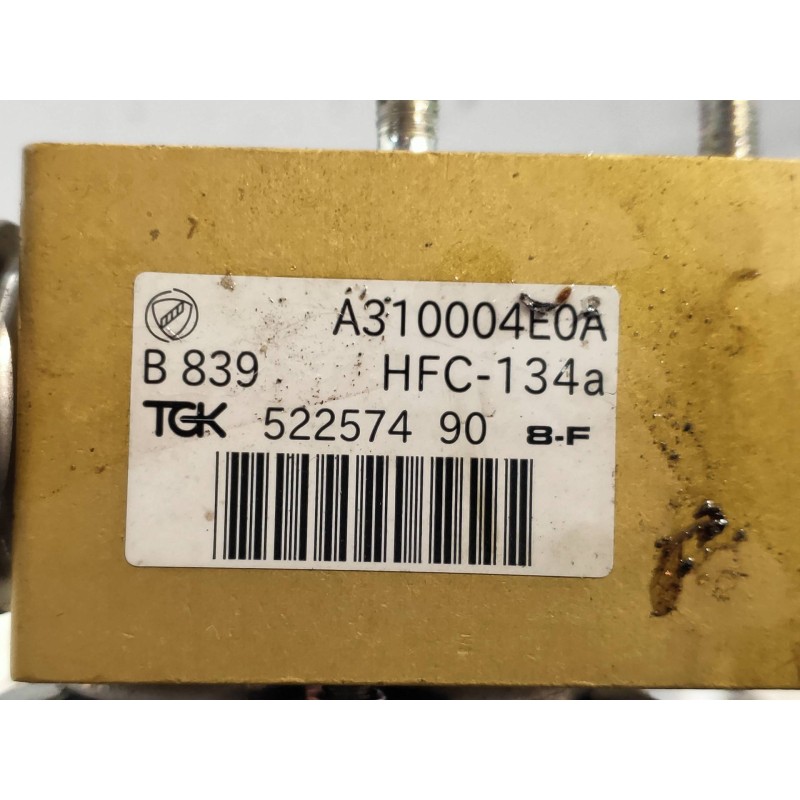 A310004E0A
B 839 HFC-134a
TGK 522574 90 8-F